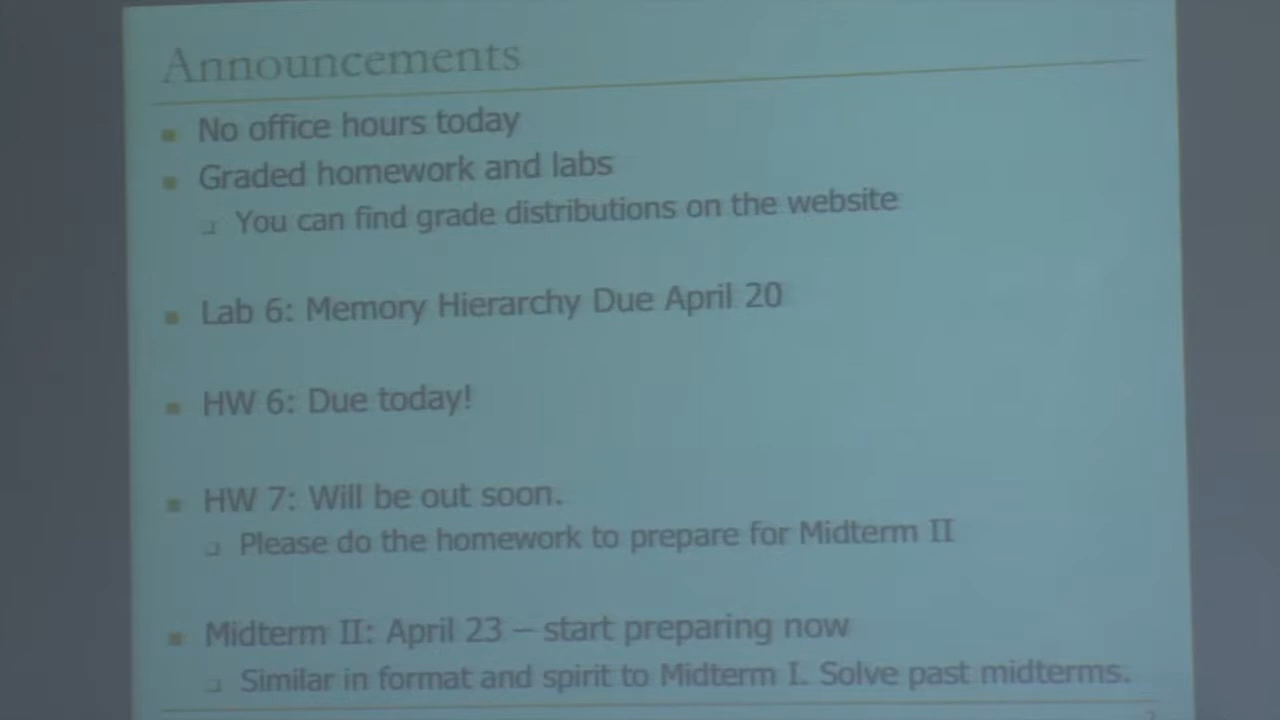 Announcements
No office hours today
Graded homework and labs
You can find grade distributions on the website
Lab 6: Memory Hierarchy Due April 20
HW 6: Due today!
HW 7: Will be out soon.
Please do the homework to prepare for Midterm II
Midterm II: April 23 – start preparing now
Similar in format and spirit to Midterm I. Solve past midterms.